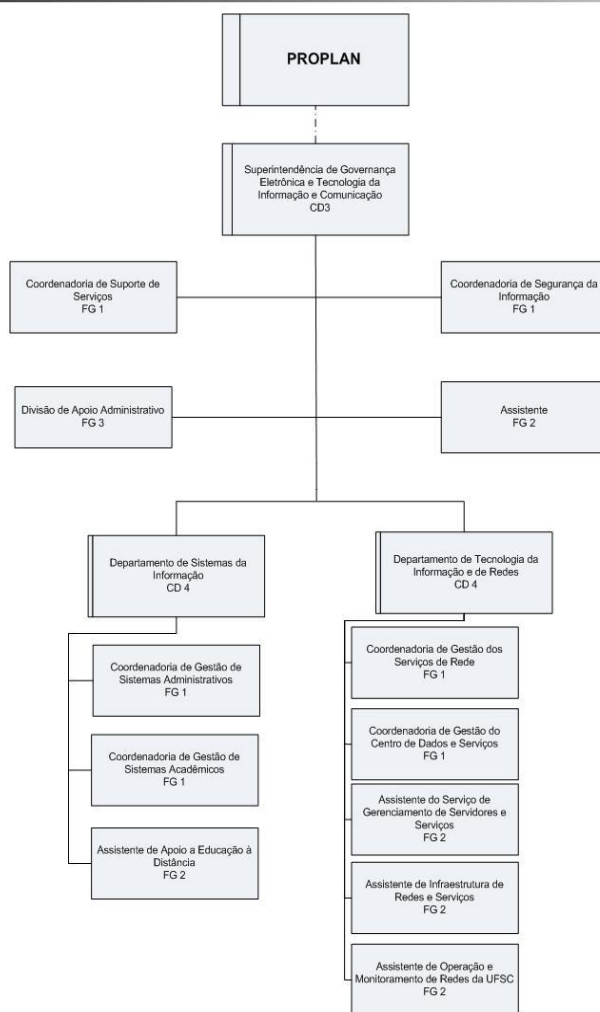 PROPLAN
Superintendência de Governança
Eletrônica e Tecnologia da
Informação e Comunicação
CD3
Coordenadoria de Suporte de
Serviços
FG 1
Coordenadoria de Segurança da
Informação
FG 1
Divisão de Apoio Administrativo
FG 3
Assistente
FG 2
Departamento de Sistemas da
Informação
CD 4
Departamento de Tecnologia da
Informação e de Redes
CD 4
Coordenadoria de Gestão de
Sistemas Administrativos
FG 1
Coordenadoria de Gestão de
Sistemas Acadêmicos
FG 1
Assistente de Apoio a Educação à
Distância
FG 2
Coordenadoria de Gestão dos
Serviços de Rede
FG 1
Coordenadoria de Gestão do
Centro de Dados e Serviços
FG 1
Assistente do Serviço de
Gerenciamento de Servidores e
Serviços
FG 2
Assistente de Infraestrutura de
Redes e Serviços
FG 2
Assistente de Operação e
Monitoramento de Redes da UFSC
FG 2